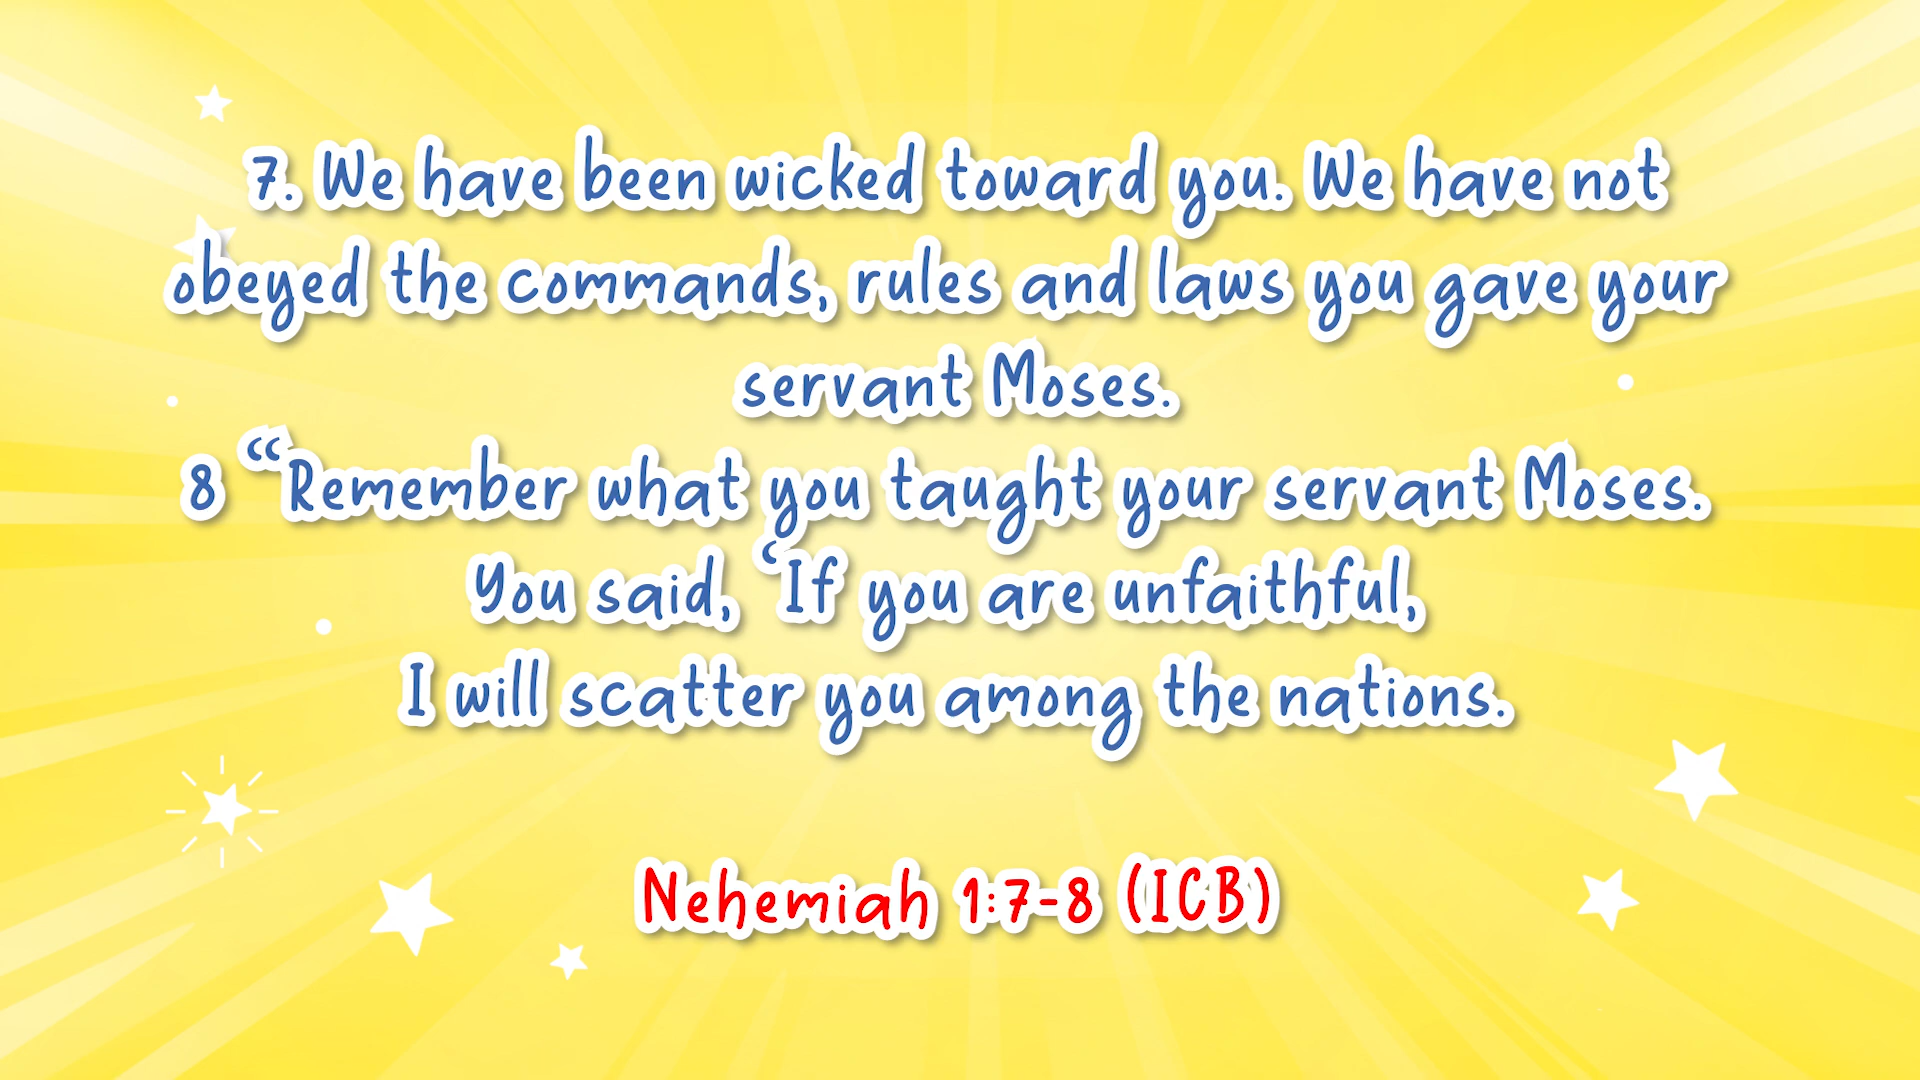 7. We have been wicked toward you. We have not
obeyed the commands, rules and laws you gave your
servant Moses.
8 “Remember what you taught your servant Moses.
You said, ‘If you are unfaithful,
I will scatter you among the nations.
Nehemiah 1:7-8 (ICB)